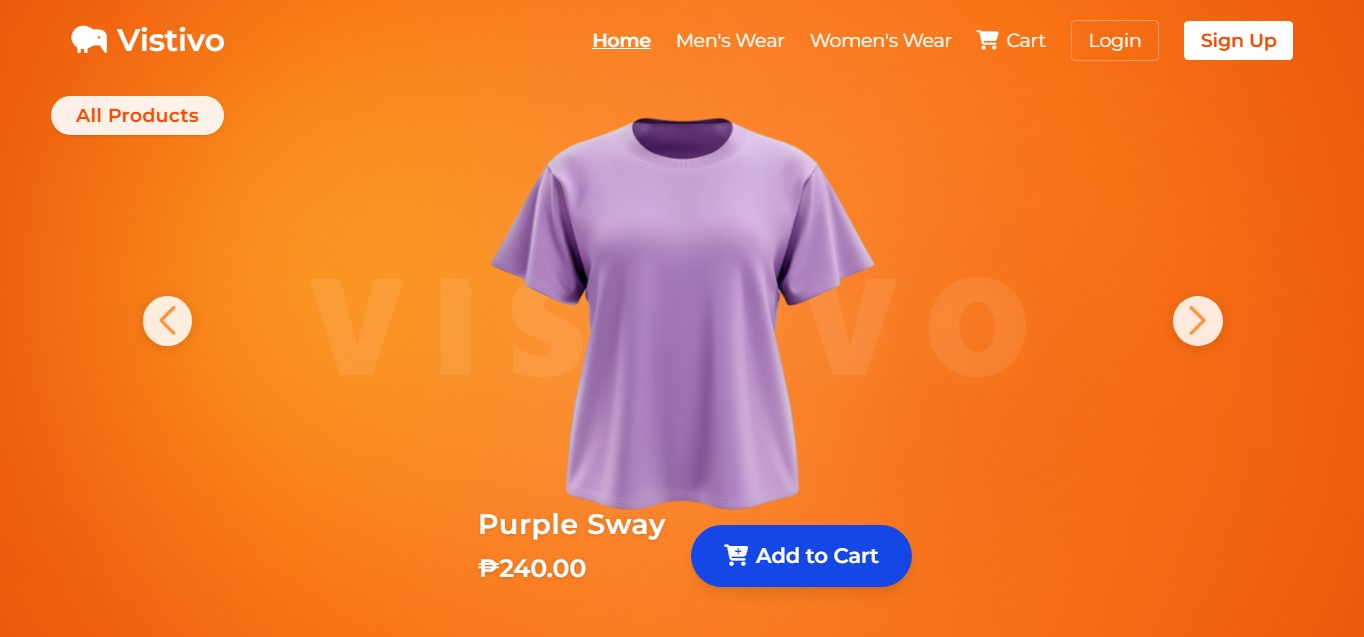 Vistivo
Home
Men's Wear
Women's Wear
Cart
Login
Sign Up
All Products
VISTIVO
Purple Sway
₱240.00
Add to Cart